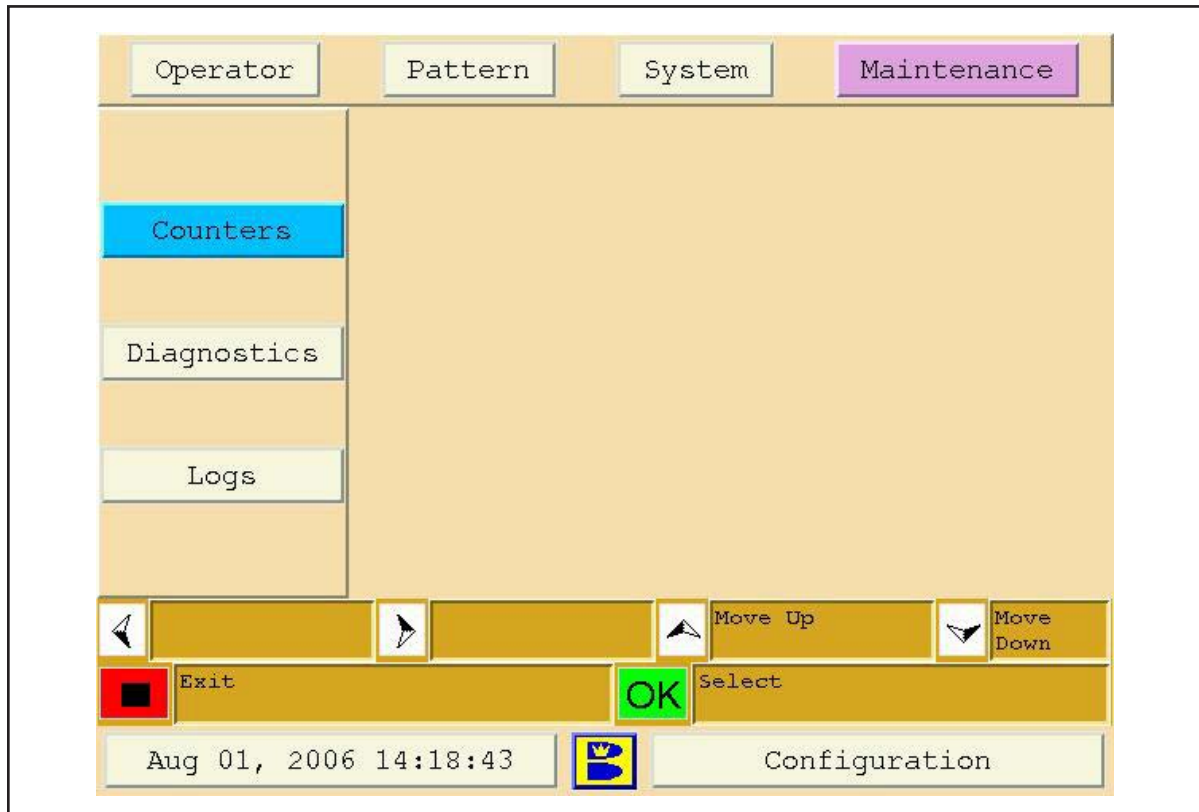 Operator Pattern System Maintenance
Counters
Diagnostics
Logs
Move Up Move
Down
Exit OK Select
Aug 01, 2006 14:18:43 Configuration